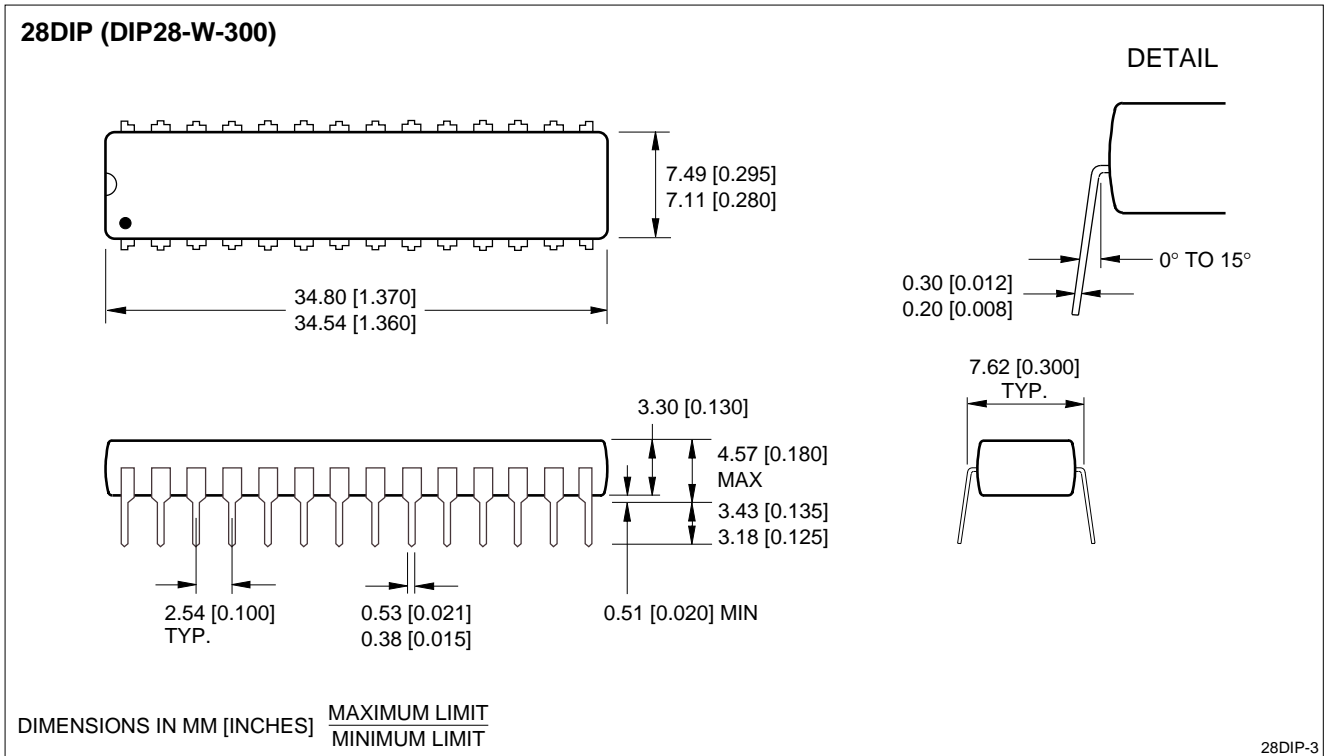 28DIP (DIP28-W-300)
DETAIL
7.49 [0.295]
7.11 [0.280]
0° TO 15°
0.30 [0.012]
0.20 [0.008]
34.80 [1.370]
34.54 [1.360]
7.62 [0.300]
TYP.
3.30 [0.130]
4.57 [0.180]
MAX
3.43 [0.135]
3.18 [0.125]
2.54 [0.100]
TYP.
0.53 [0.021]
0.38 [0.015]
0.51 [0.020] MIN
DIMENSIONS IN MM [INCHES]
MAXIMUM LIMIT
MINIMUM LIMIT
28DIP-3